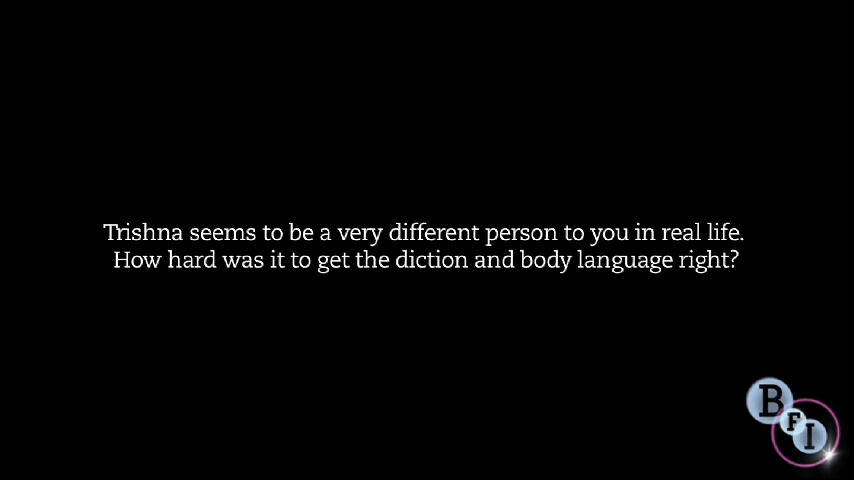 Trishna seems to be a very different person to you in real life.
How hard was it to get the diction and body language right?
BFI